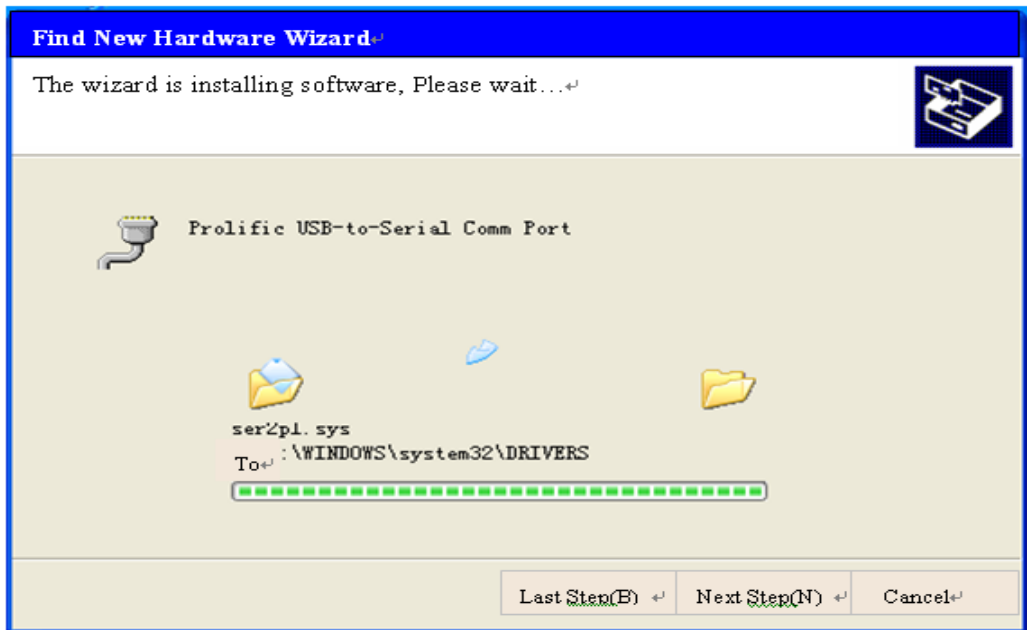 Find New Hardware Wizard↵
The wizard is installing software, Please wait...↵
Prolific USB-to-Serial Comm Port
ser2pl.sys
To↵ :\WINDOWS\system32\DRIVERS
Last Step(B) ↵ Next Step(N) ↵ Cancel↵